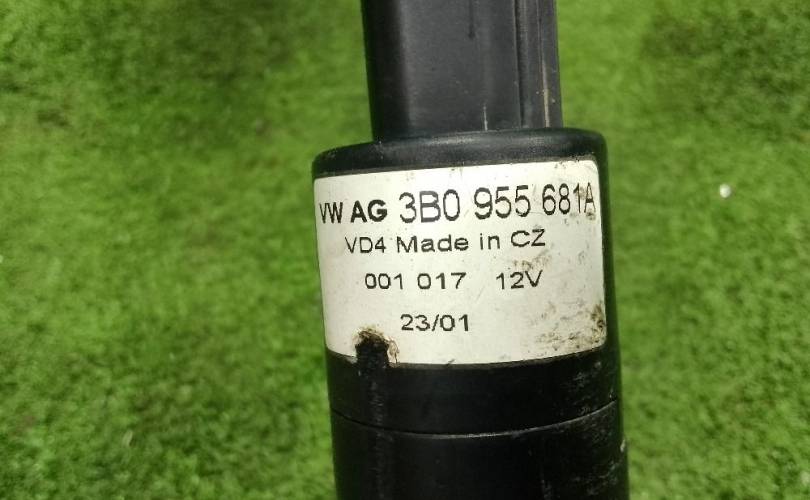 VW AG 3B0 955 681A
VD4 Made in CZ
001 017 12V
23/01